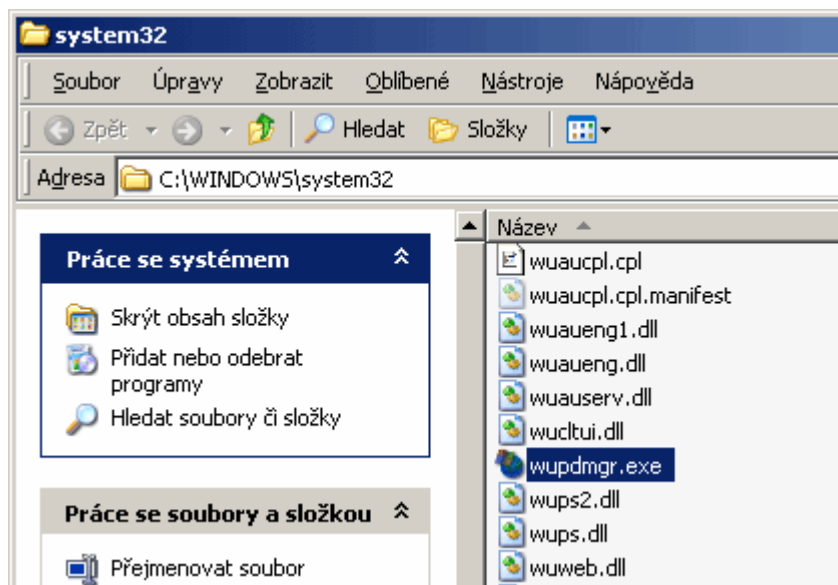 system32
Soubor Úpravy Zobrazit Oblíbené Nástroje Nápověda
Zpět Hledat Složky
Adresa C:\WINDOWS\system32
Práce se systémem
Skrýt obsah složky
Přidat nebo odebrat
programy
Hledat soubory či složky
Práce se soubory a složkou
Přejmenovat soubor
Název
wuaucpl.cpl
wuaucpl.cpl.manifest
wuaueng1.dll
wuaueng.dll
wuauserv.dll
wucltui.dll
wupdmgr.exe
wups2.dll
wups.dll
wuweb.dll